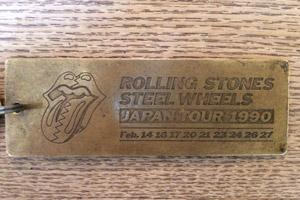 ROLLING STONES
STEEL WHEELS
JAPAN TOUR 1990
Feb. 14 16 17 20 21 23 24 26 27